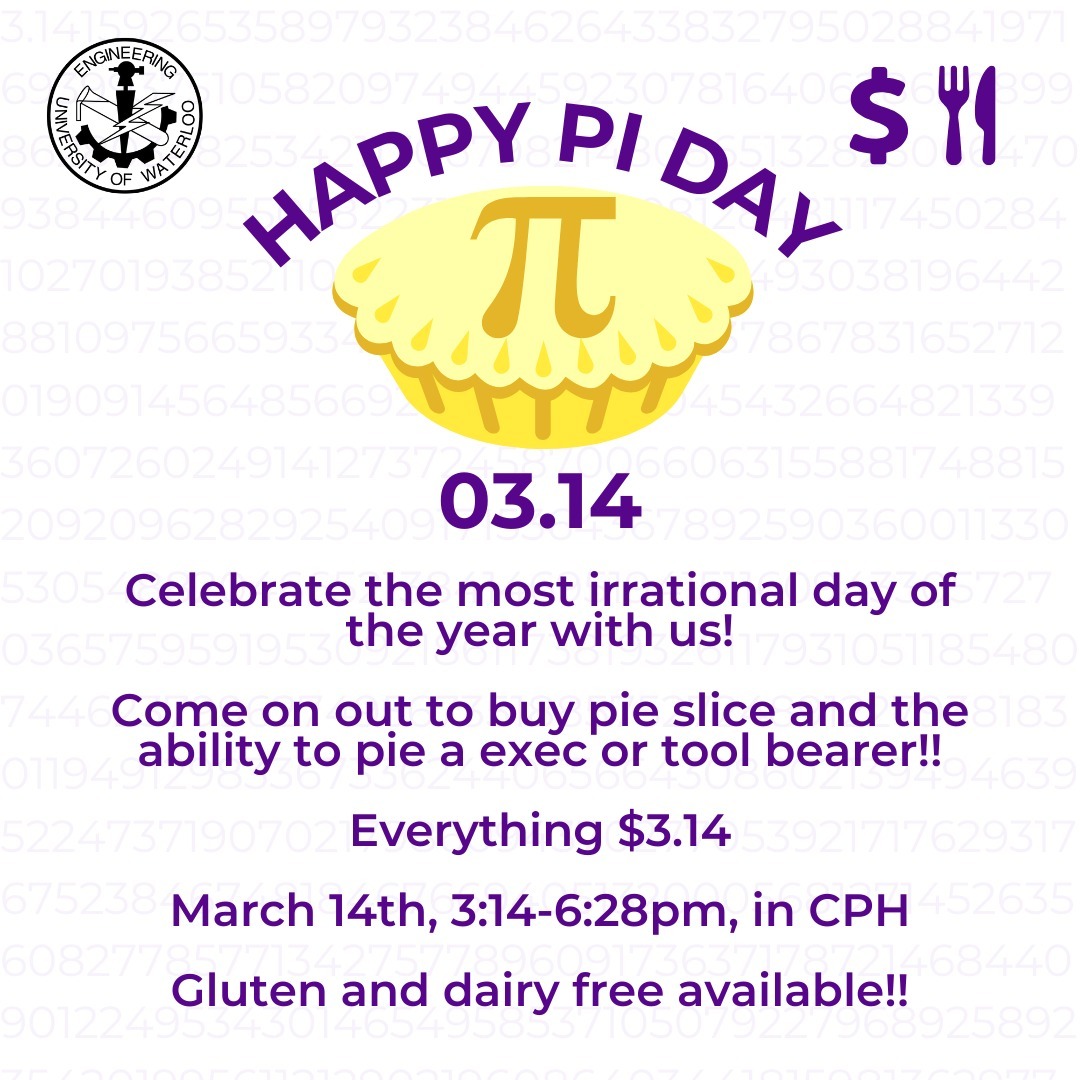 ENGINEERING
UNIVERSITY OF WATERLOO
$
HAPPY PI DAY
π
03.14
Celebrate the most irrational day of
the year with us!
Come on out to buy pie slice and the
ability to pie a exec or tool bearer!!
Everything $3.14
March 14th, 3:14-6:28pm, in CPH
Gluten and dairy free available!!